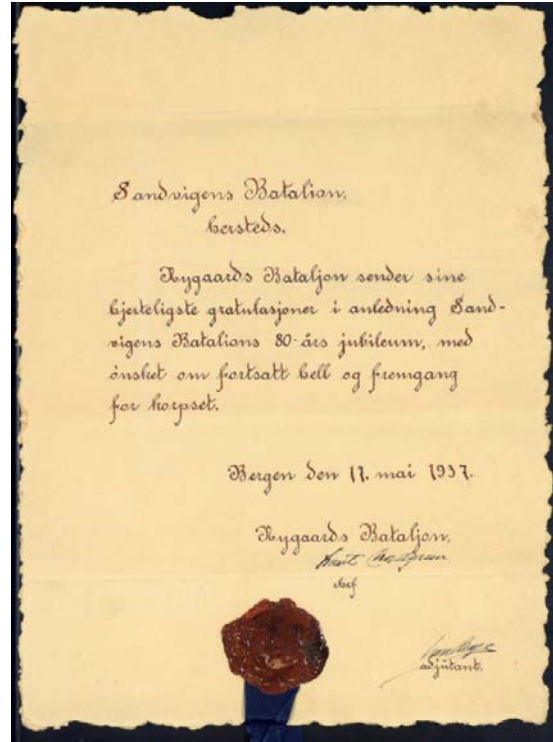 Sandvigens Batalion,
hersteds.
Nygaards Bataljon sender sine
hjerteligste gratulasjoner i anledning Sand-
vigens Batalions 80-års jubileum, med
ønsket om fortsatt hell og fremgang
for korpset.
Bergen den 17. mai 1937.
Nygaards Bataljon,
Knut
adjutant.